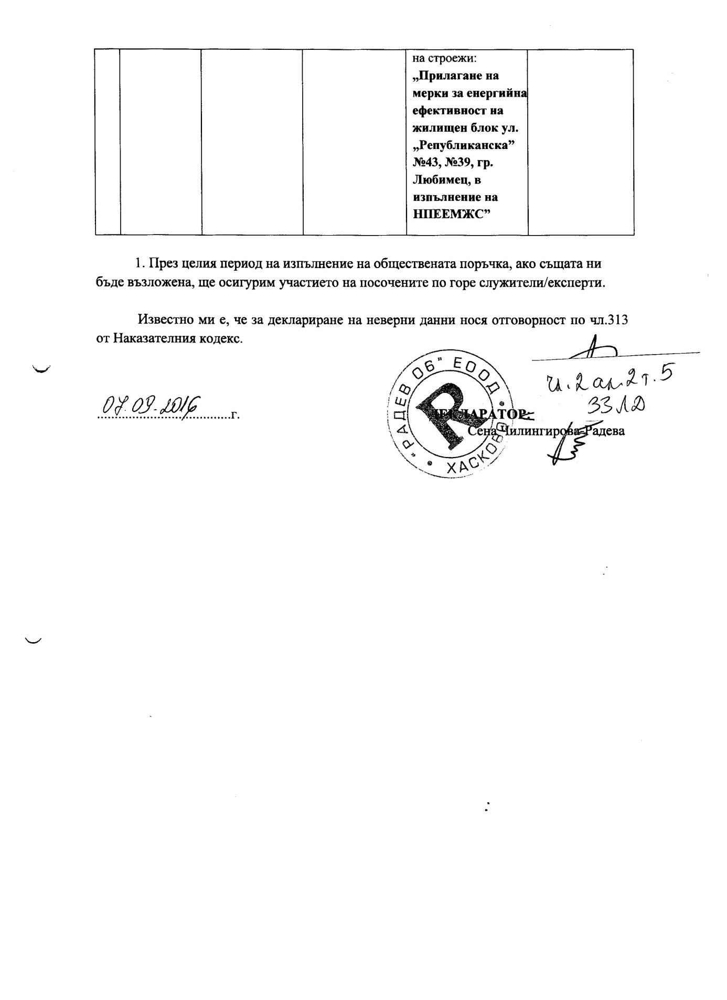 на строежи:
„Прилагане на
мерки за енергийна
ефективност на
жилищен блок ул.
„Републиканска”
№43, №39, гр.
Любимец, в
изпълнение на
НПЕЕМЖС”
1. През целия период на изпълнение на обществената поръчка, ако същата ни
бъде възложена, ще осигурим участието на посочените по горе служители/експерти.
Известно ми е, че за деклариране на неверни данни нося отговорност по чл.313
от Наказателния кодекс.
чл.2 ал.2 т.5
ЗЗЛД
07.09.2016 г.
"РАДЕВ 06" ЕООД • ХАСКОВО •
R
ДЕКЛАРАТОР:
Сена Чилингирова-Радева